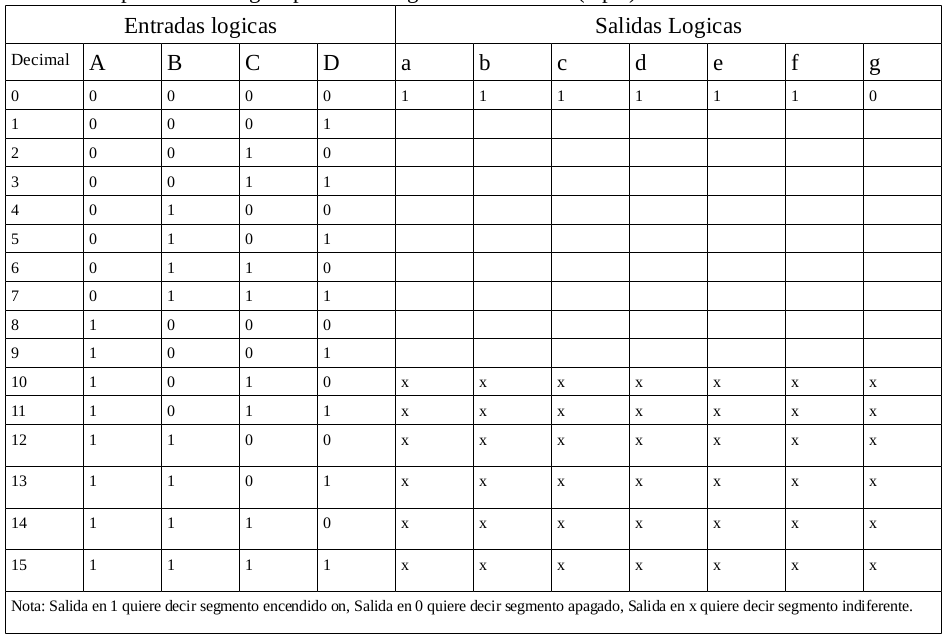 Entradas logicas Salidas Logicas
Decimal A B C D a b c d e f g
0 0 0 0 0 1 1 1 1 1 1 0
1 0 0 0 1
2 0 0 1 0
3 0 0 1 1
4 0 1 0 0
5 0 1 0 1
6 0 1 1 0
7 0 1 1 1
8 1 0 0 0
9 1 0 0 1
10 1 0 1 0 x x x x x x x
11 1 0 1 1 x x x x x x x
12 1 1 0 0 x x x x x x x
13 1 1 0 1 x x x x x x x
14 1 1 1 0 x x x x x x x
15 1 1 1 1 x x x x x x x
Nota: Salida en 1 quiere decir segmento encendido on, Salida en 0 quiere decir segmento apagado, Salida en x quiere decir segmento indiferente.